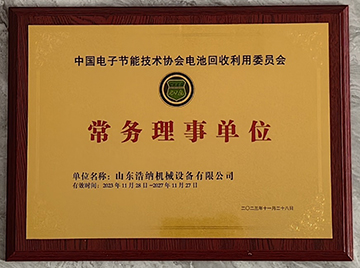 中国电子节能技术协会电池回收利用委员会
常务理事单位
单位名称：山东浩纳机械设备有限公司
有效时间：2023年11月28日-2027年11月27日
二〇二三年十一月二十八日